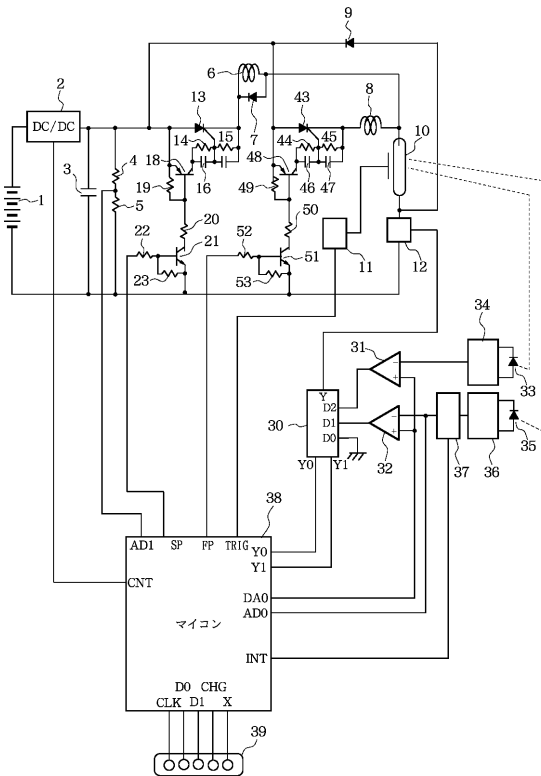 9
2
6
8
DC/DC
13
43
7
10
3
4
14
15
44
45
18
16
48
46
47
1
19
49
5
20
50
22
21
52
51
11
12
23
53
34
31
33
Y
D2
30
D1
D0
32
37
36
35
Y0
Y1
38
AD1
SP
FP
TRIG
Y0
Y1
CNT
DA0
AD0
マイコン
INT
D0
CHG
CLK
D1
X
39